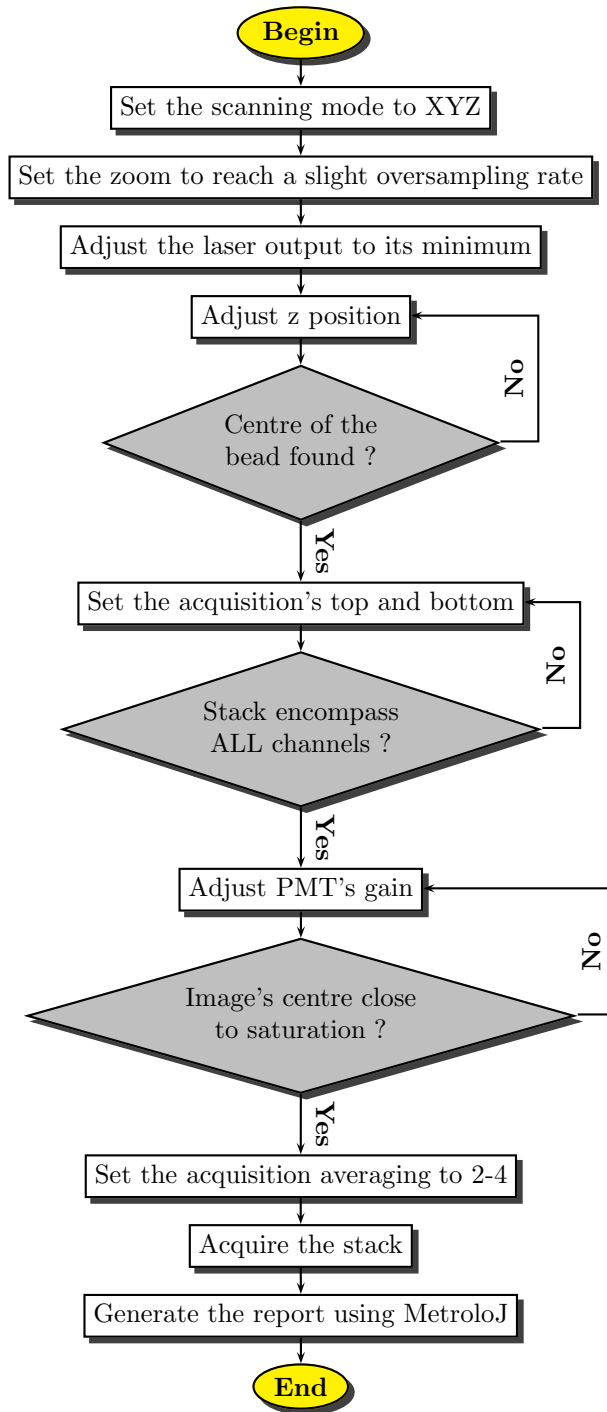 Begin
Set the scanning mode to XYZ
Set the zoom to reach a slight oversampling rate
Adjust the laser output to its minimum
Adjust z position
No
Centre of the
bead found ?
Yes
Set the acquisition's top and bottom
No
Stack encompass
ALL channels ?
Yes
Adjust PMT's gain
No
Image's centre close
to saturation ?
Yes
Set the acquisition averaging to 2-4
Acquire the stack
Generate the report using MetroloJ
End